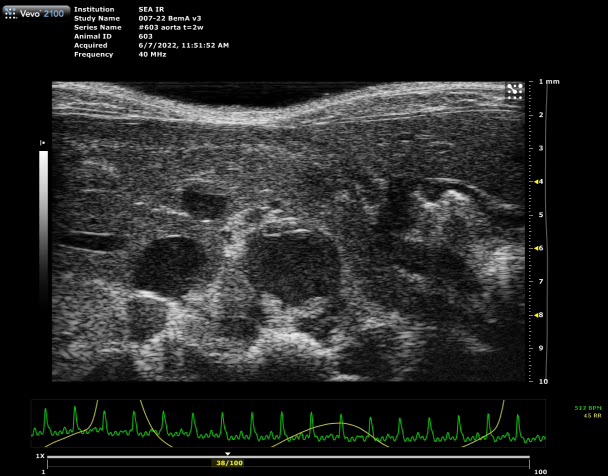 Vevo 2100
Institution SEA IR
Study Name 007-22 BemA v3
Series Name #603 aorta t=2w
Animal ID 603
Acquired 6/7/2022, 11:51:52 AM
Frequency 40 MHz
1 mm
2
3
4
5
6
7
8
9
10
512 BPM
45 RR
1X
38/100
1
100